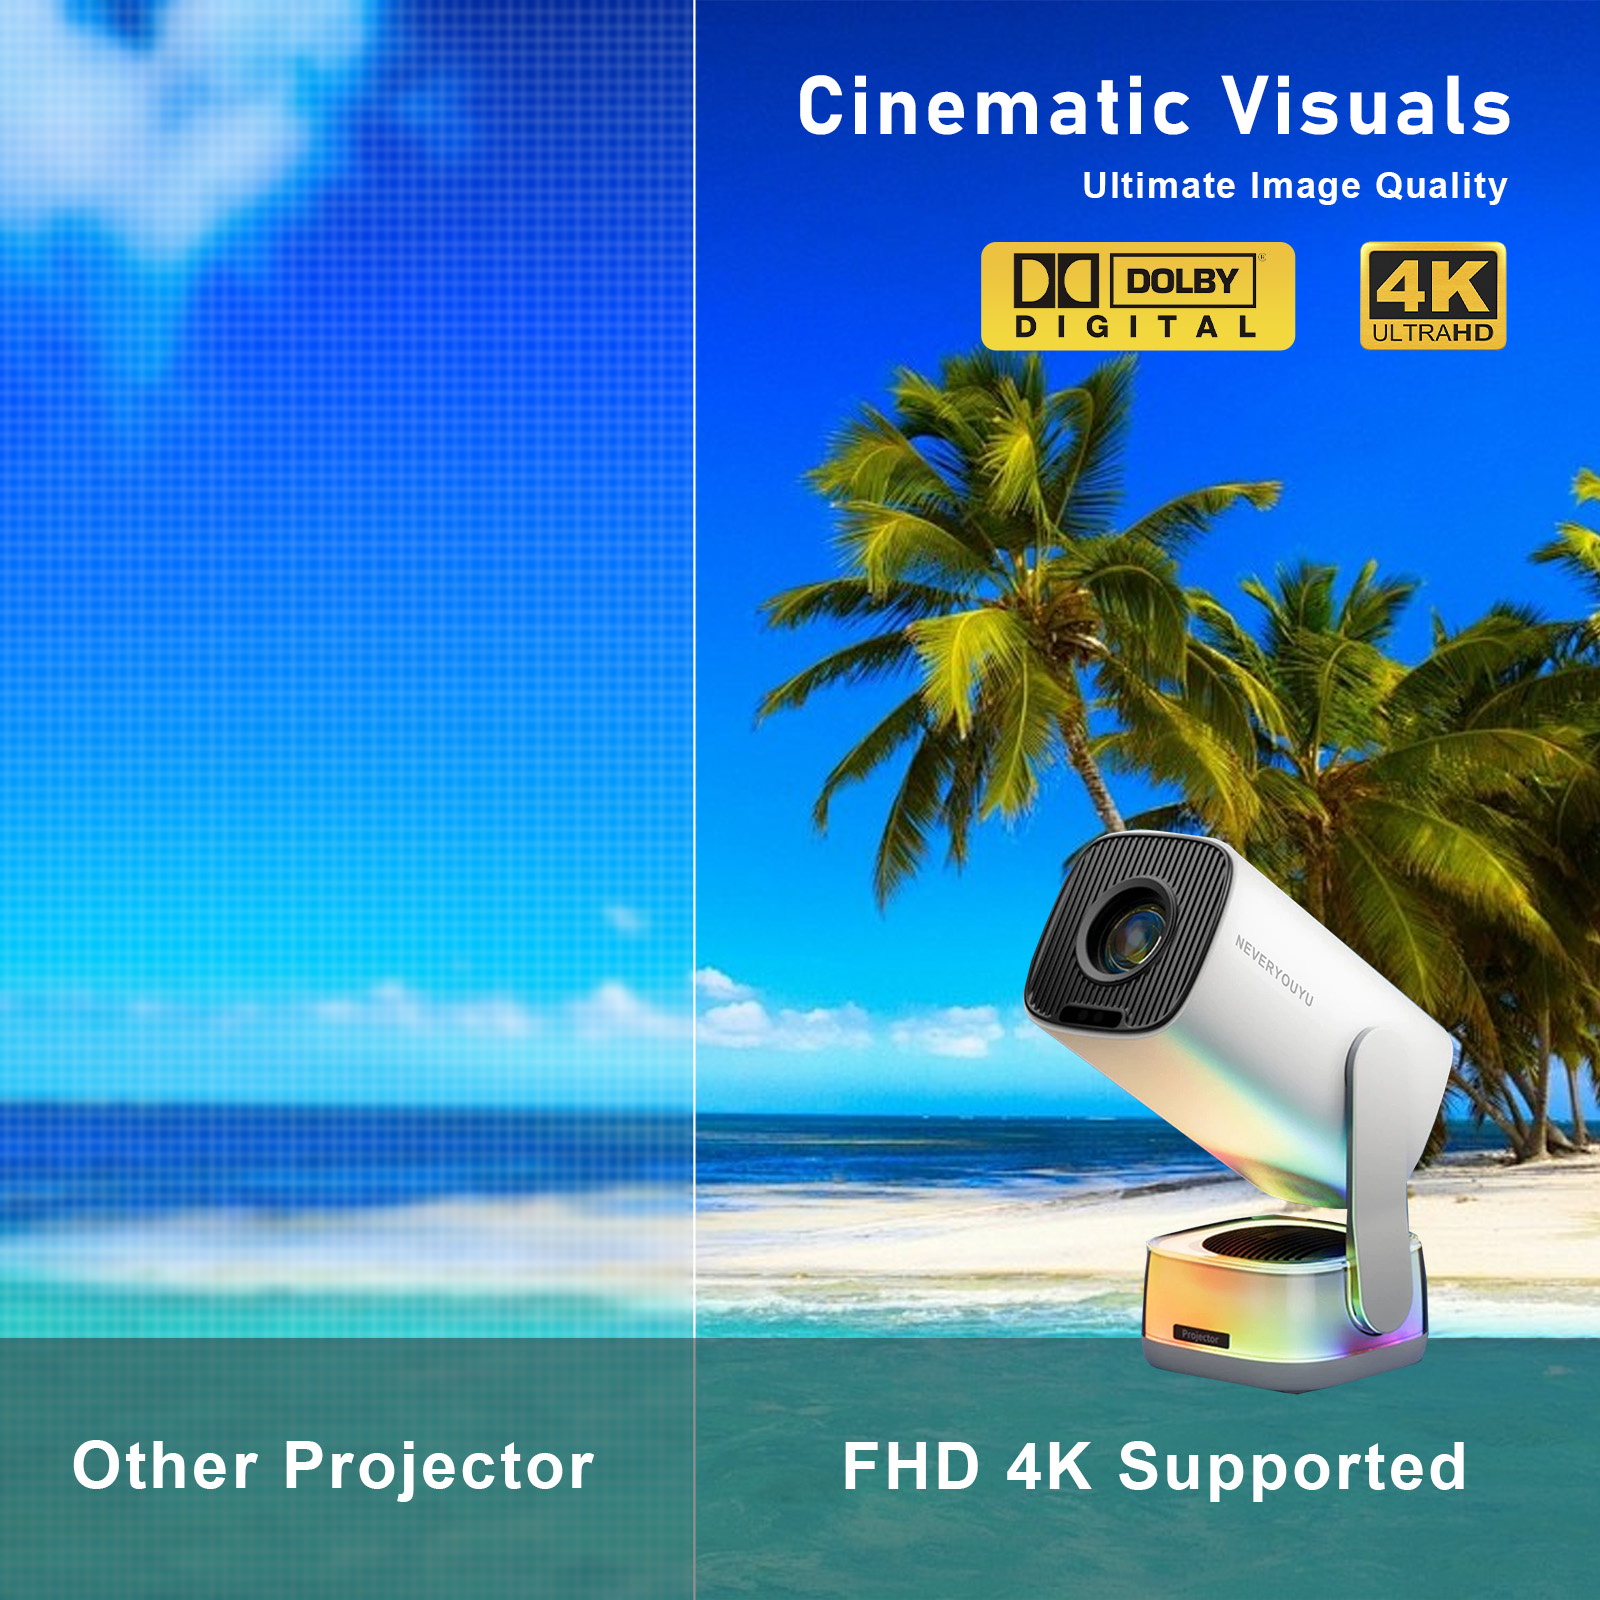 Cinematic Visuals
Ultimate Image Quality
DOLBY®
DIGITAL
4K
ULTRAHD
NEVERYOUYU
Projector
Other Projector
FHD 4K Supported